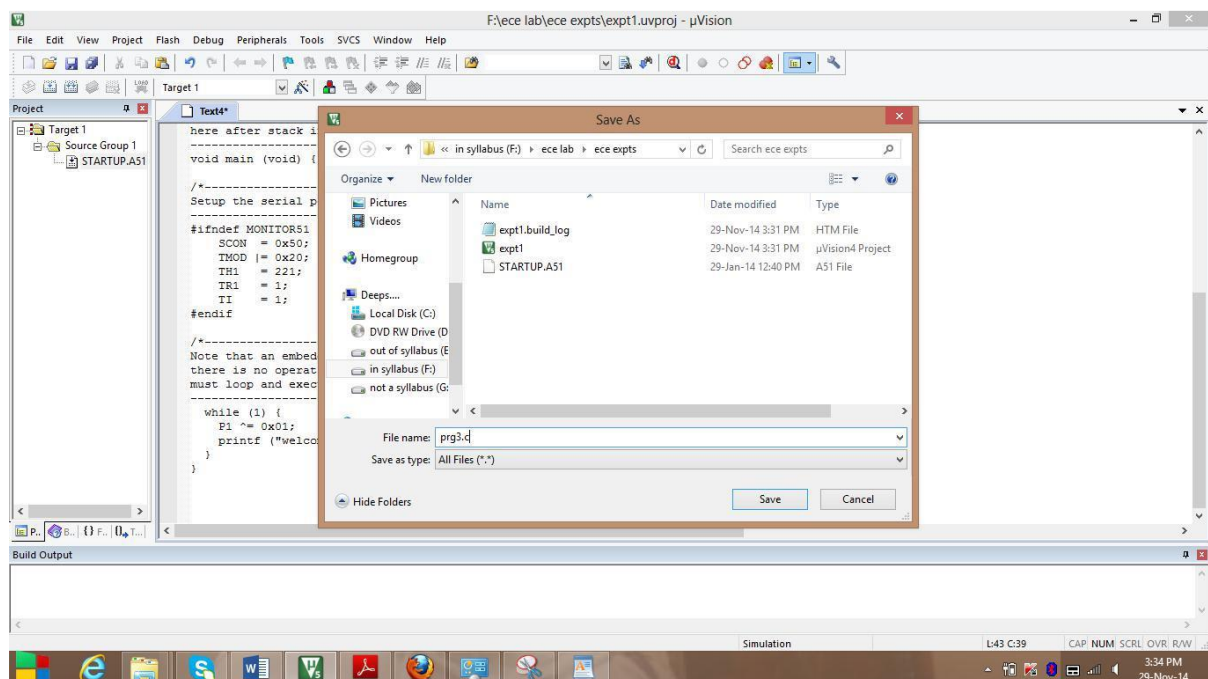 F:\ece lab\ece expts\expt1.uvproj - µVision
File Edit View Project Flash Debug Peripherals Tools SVCS Window Help
Target 1
Project
Target 1
Source Group 1
STARTUP.A51
Text4*
here after stack i
void main (void) {
/*----------------
Setup the serial p
-----------------
#ifndef MONITOR51
SCON = 0x50;
TMOD |= 0x20;
TH1 = 221;
TR1 = 1;
TI = 1;
#endif
/*----------------
Note that an embed
there is no operat
must loop and exec
-----------------
while (1) {
P1 ^= 0x01;
printf ("welco
}
}
Save As
« in syllabus (F:) ece lab ece expts
Search ece expts
Organize New folder
Pictures
Videos
Homegroup
Deeps....
Local Disk (C:)
DVD RW Drive (D
out of syllabus (E
in syllabus (F:)
not a syllabus (G:
Name Date modified Type
expt1.build_log 29-Nov-14 3:31 PM HTM File
expt1 29-Nov-14 3:31 PM µVision4 Project
STARTUP.A51 29-Jan-14 12:40 PM A51 File
File name: prg3.c
Save as type: All Files (*.*)
Hide Folders
Save Cancel
P... B... {} F... T...
Build Output
Simulation
L:43 C:39
CAP NUM SCRL OVR R/W
3:34 PM
29-Nov-14